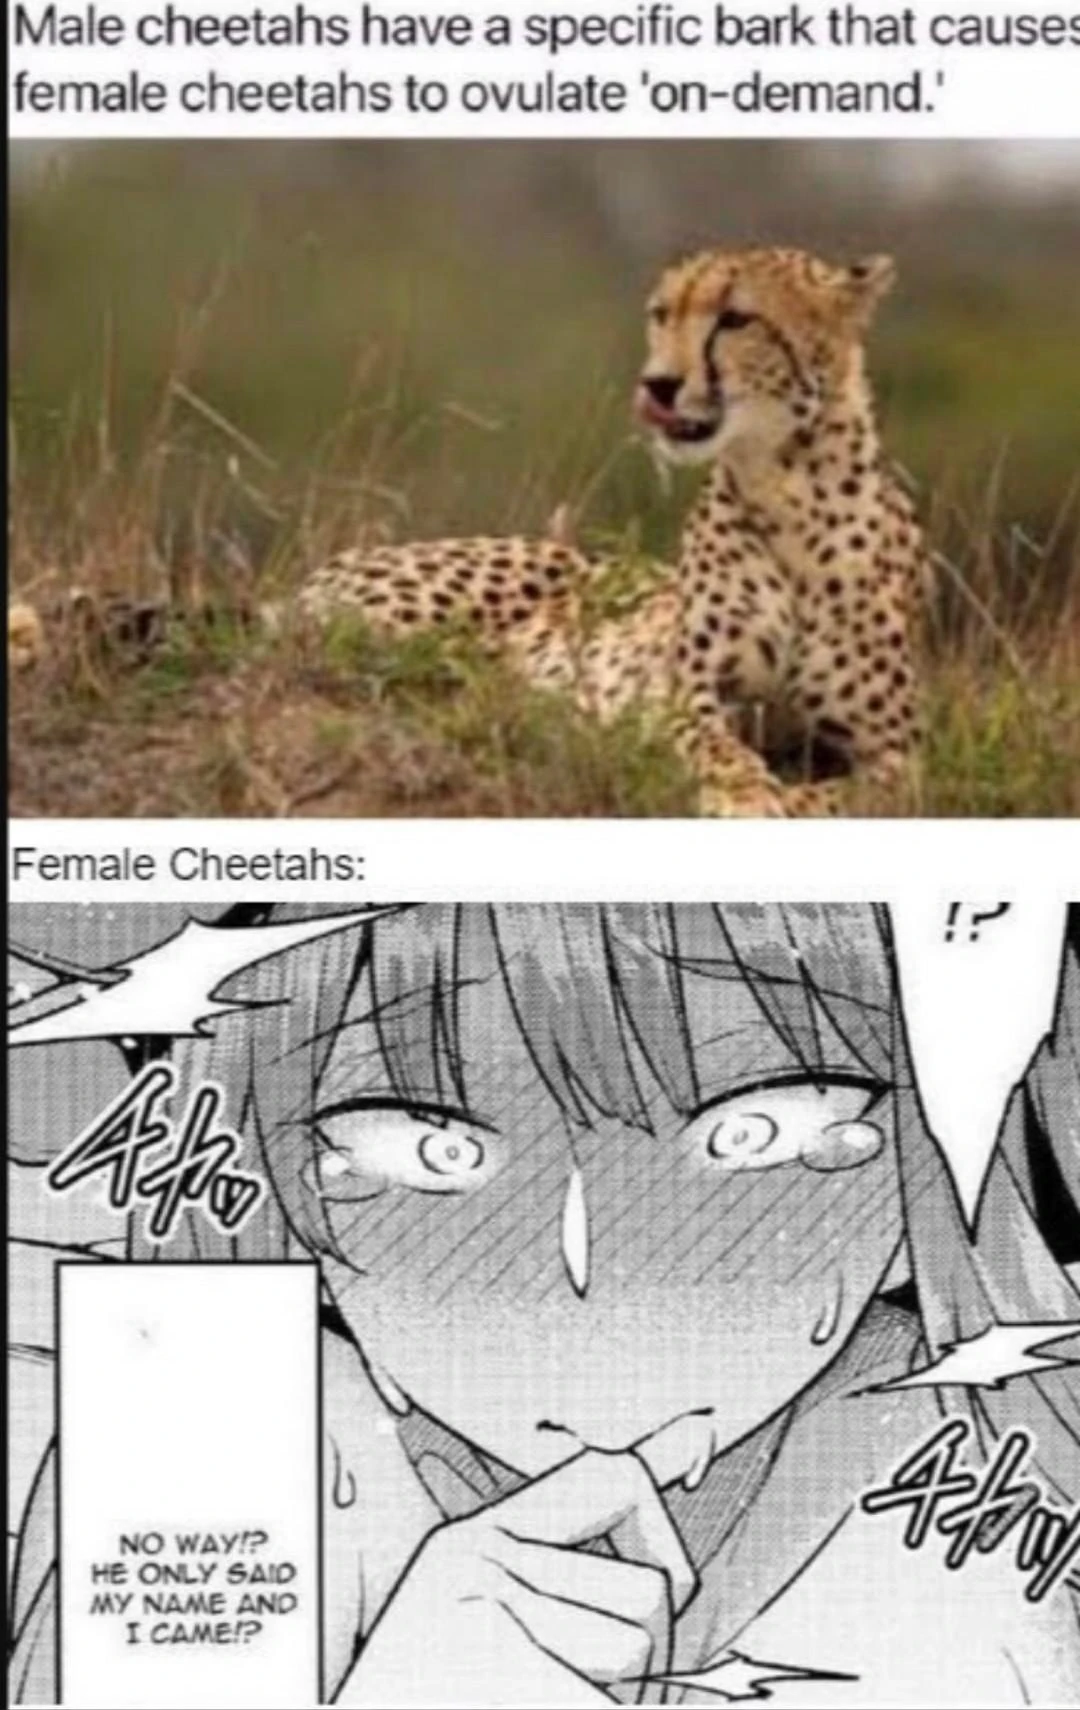 Male cheetahs have a specific bark that causes
female cheetahs to ovulate 'on-demand.'
Female Cheetahs:
!?
NO WAY!?
HE ONLY SAID
MY NAME AND
I CAME!?